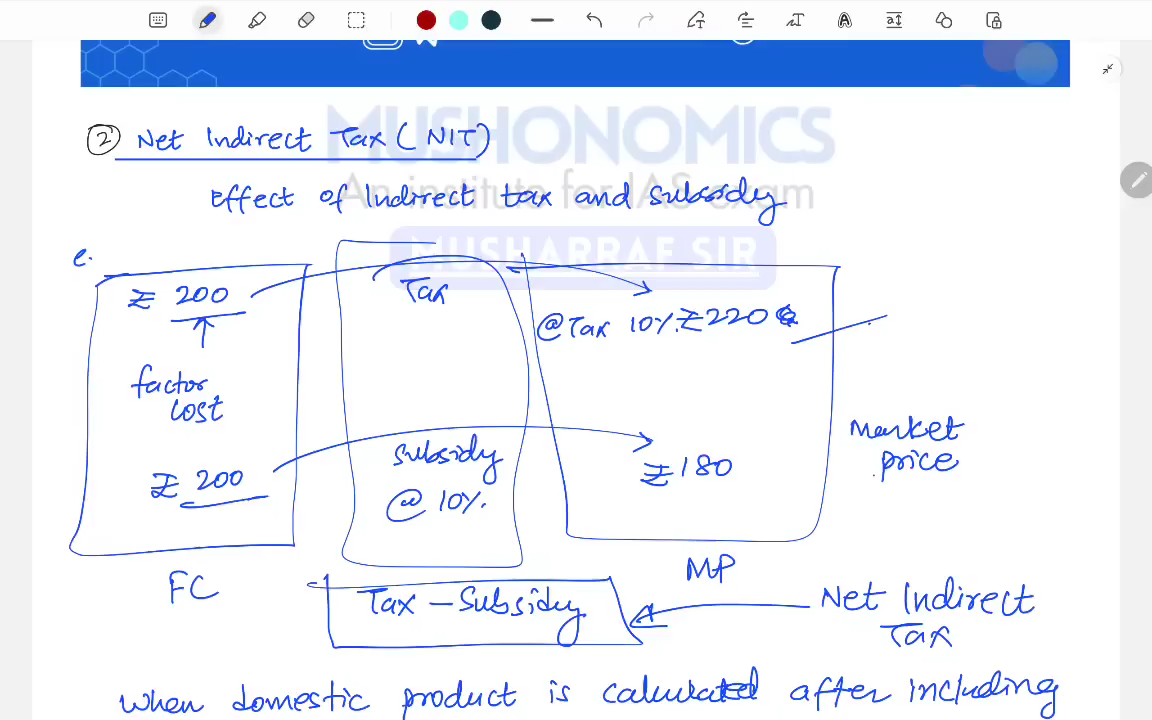 MUSHONOMICS
An institute for IAS exam
MUSHARRAF SIR
② Net Indirect Tax (NIT)
Effect of Indirect tax and subsidy
e.
₹ 200
Tax
@Tax 10% ₹220
factor
cost
Market
price
subsidy
@ 10%
₹ 200
₹180
FC
MP
Tax – Subsidy
Net Indirect
Tax
when domestic product is calculated after including